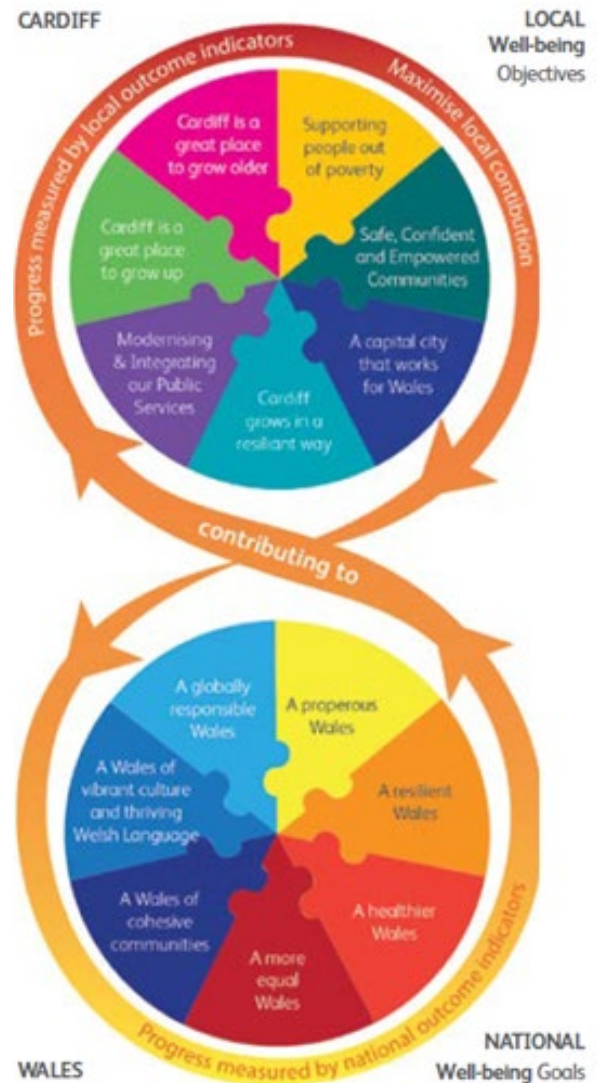 CARDIFF
LOCAL
Well-being
Objectives
Progress measured by local outcome indicators
Maximise local contibution
Cardiff is a
great place
to grow older
Supporting
people out
of poverty
Cardiff is a
great place
to grow up
Safe, Confident
and Empowered
Communities
Modernising
& Integrating
our Public
Services
A capital city
that works
for Wales
Cardiff
grows in a
resiliant way
contributing to
A globally
responsible
Wales
A properous
Wales
A Wales of
vibrant culture
and thriving
Welsh Language
A resilient
Wales
A Wales of
cohesive
communities
A healthier
Wales
A more
equal
Wales
Progress measured by national outcome indicators
WALES
NATIONAL
Well-being Goals